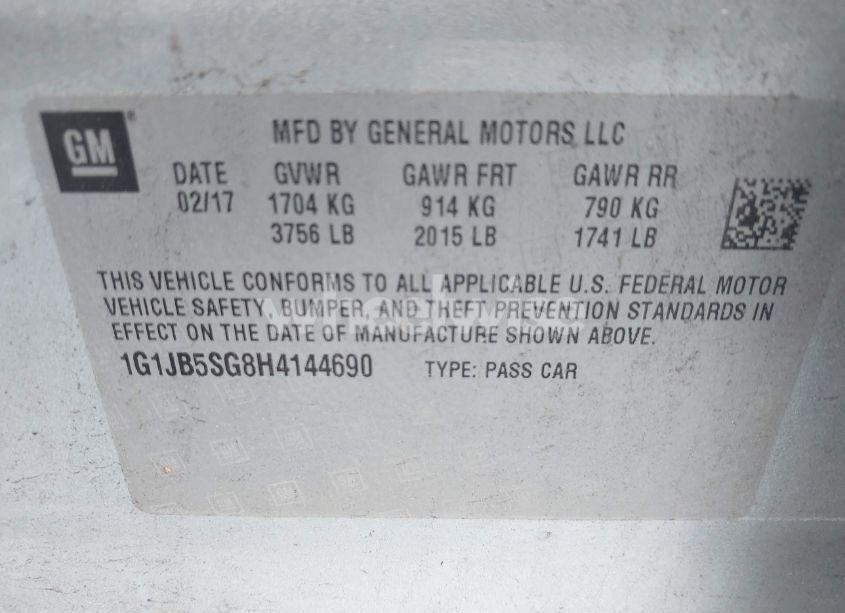 GM
MFD BY GENERAL MOTORS LLC
DATE GVWR GAWR FRT GAWR RR
02/17 1704 KG 914 KG 790 KG
3756 LB 2015 LB 1741 LB
THIS VEHICLE CONFORMS TO ALL APPLICABLE U.S. FEDERAL MOTOR
VEHICLE SAFETY, BUMPER, AND THEFT PREVENTION STANDARDS IN
EFFECT ON THE DATE OF MANUFACTURE SHOWN ABOVE.
1G1JB5SG8H4144690 TYPE: PASS CAR